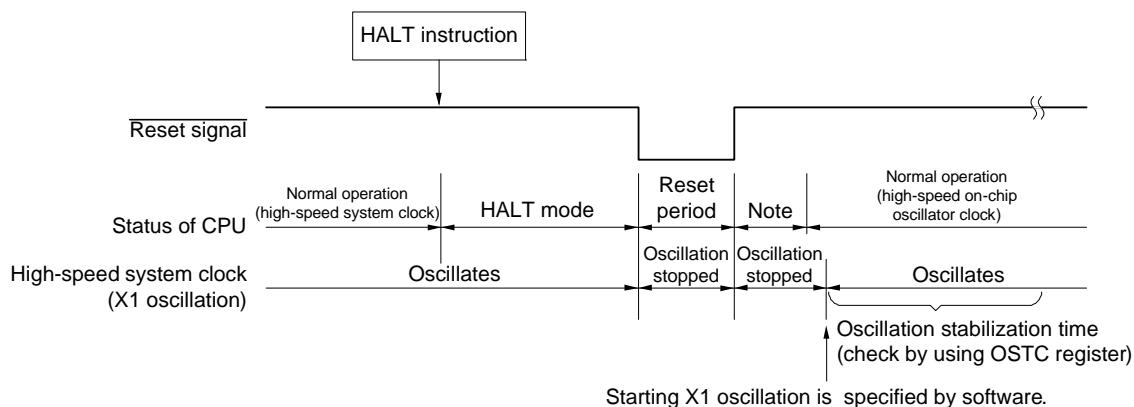 HALT instruction
Reset signal
Status of CPU
Normal operation
(high-speed system clock)
HALT mode
Reset
period
Note
Normal operation
(high-speed on-chip
oscillator clock)
High-speed system clock
(X1 oscillation)
Oscillates
Oscillation
stopped
Oscillation
stopped
Oscillates
Oscillation stabilization time
(check by using OSTC register)
Starting X1 oscillation is specified by software.